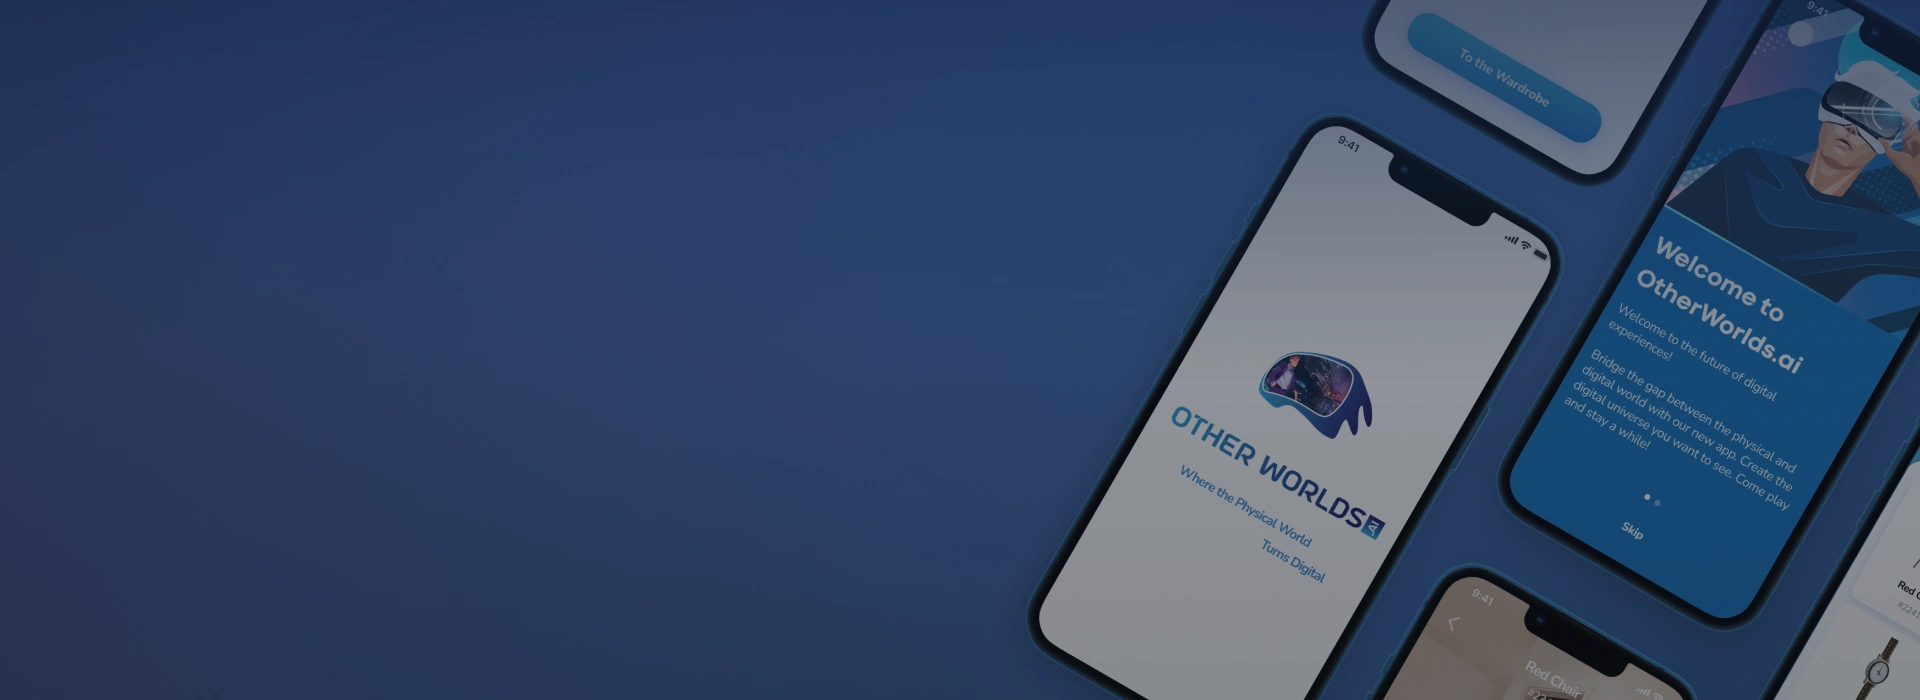 To the Wardrobe
9:41
OTHER WORLDS
AI
Where the Physical World
Turns Digital
9:41
Welcome to
OtherWorlds.ai
Welcome to the future of digital
experiences!
Bridge the gap between the physical and
digital world with our new app. Create the
digital universe you want to see. Come play
and stay a while!
Skip
9:41
Red Chair
Red